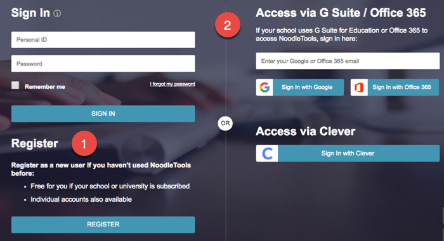 Sign In
Personal ID
Password
Remember me
I forgot my password
SIGN IN
1
Register
Register as a new user if you haven't used NoodleTools
before:
• Free for you if your school or university is subscribed
• Individual accounts also available
REGISTER
OR
2
Access via G Suite / Office 365
If your school uses G Suite for Education or Office 365 to
access NoodleTools, sign in here:
Enter your Google or Office 365 email
G Sign In with Google
Sign In with Office 365
Access via Clever
C Sign In with Clever